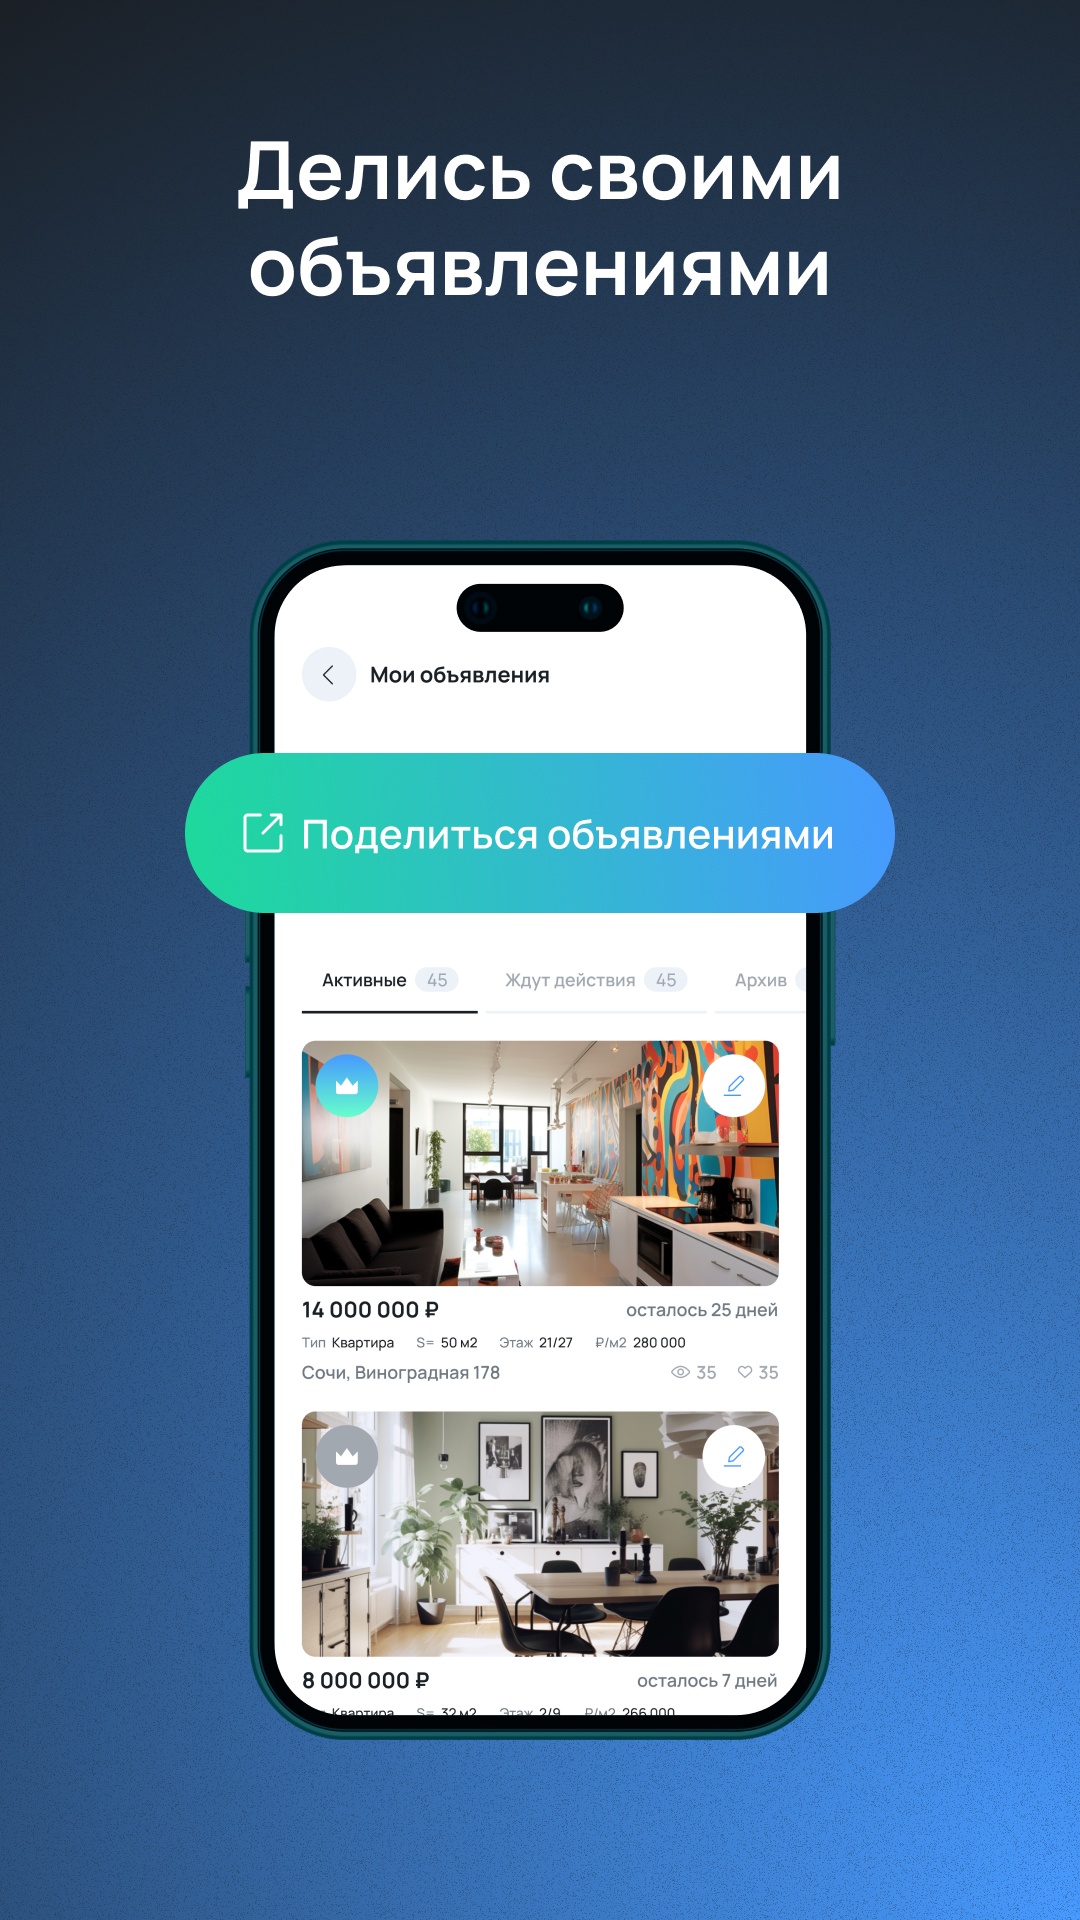 Делись своими
объявлениями
Мои объявления
Поделиться объявлениями
Активные 45 Ждут действия 45 Архив
14 000 000 ₽ осталось 25 дней
Тип Квартира S= 50 м2 Этаж 21/27 ₽/м2 280 000
Сочи, Виноградная 178 35 35
8 000 000 ₽ осталось 7 дней
Квартира S= 32 м2 Этаж 2/9 ₽/м2 266 000